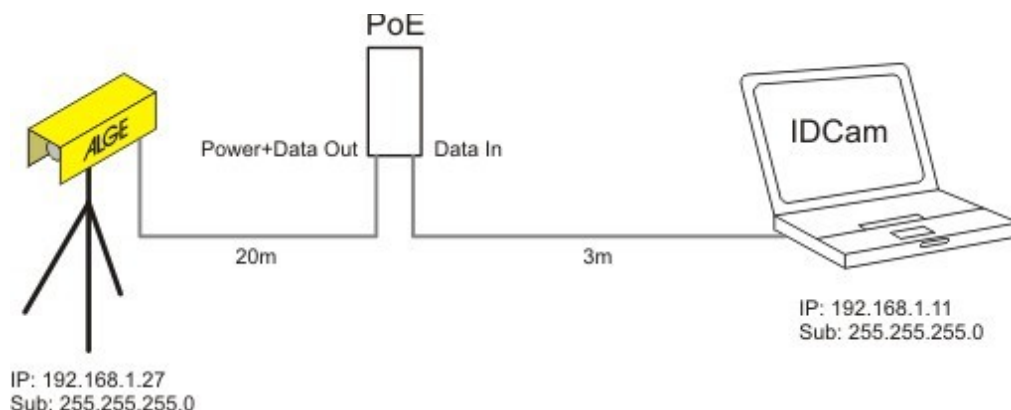 PoE
ALGE
IDCam
Power+Data Out
Data In
20m
3m
IP: 192.168.1.11
Sub: 255.255.255.0
IP: 192.168.1.27
Sub: 255.255.255.0